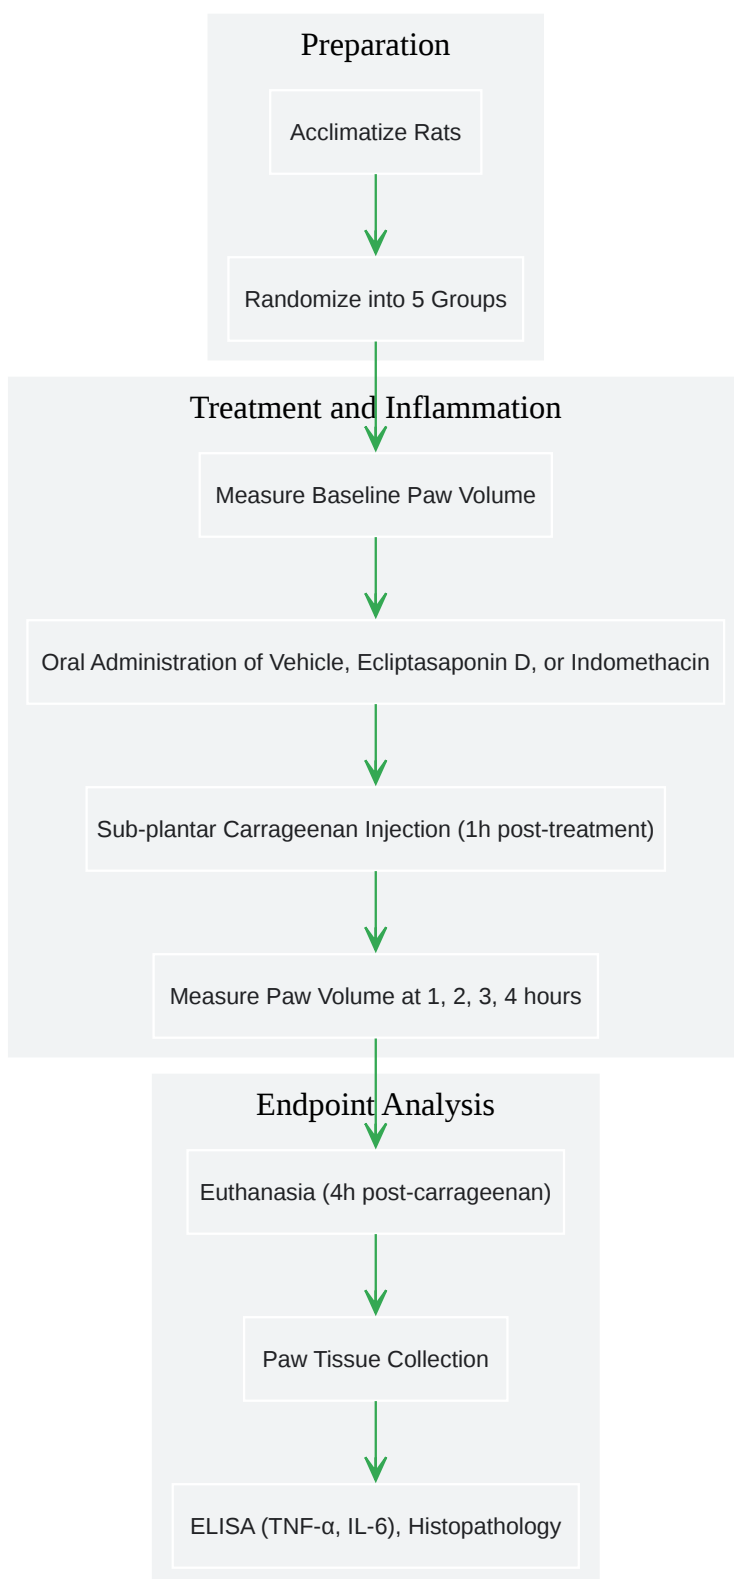 Preparation
Acclimatize Rats
Randomize into 5 Groups
Treatment and Inflammation
Measure Baseline Paw Volume
Oral Administration of Vehicle, Ecliptasaponin D, or Indomethacin
Sub-plantar Carrageenan Injection (1h post-treatment)
Measure Paw Volume at 1, 2, 3, 4 hours
Endpoint Analysis
Euthanasia (4h post-carrageenan)
Paw Tissue Collection
ELISA (TNF-α, IL-6), Histopathology